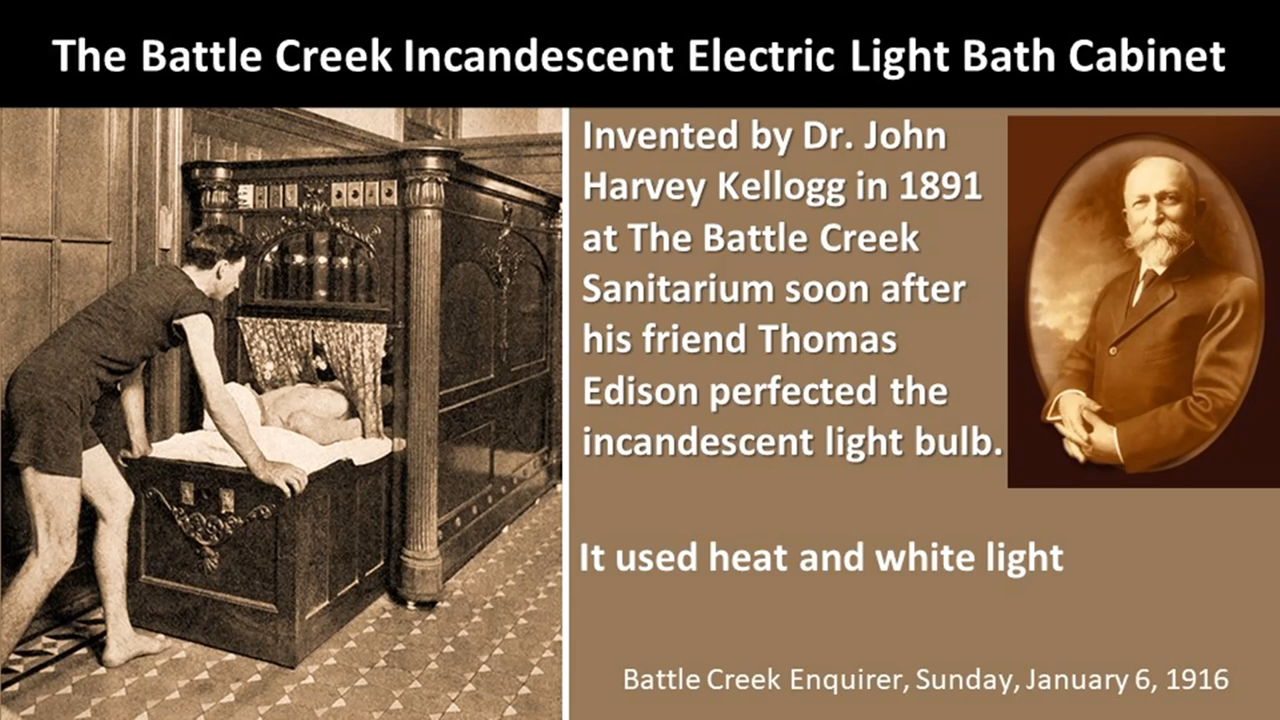 The Battle Creek Incandescent Electric Light Bath Cabinet
Invented by Dr. John
Harvey Kellogg in 1891
at The Battle Creek
Sanitarium soon after
his friend Thomas
Edison perfected the
incandescent light bulb.
It used heat and white light
Battle Creek Enquirer, Sunday, January 6, 1916